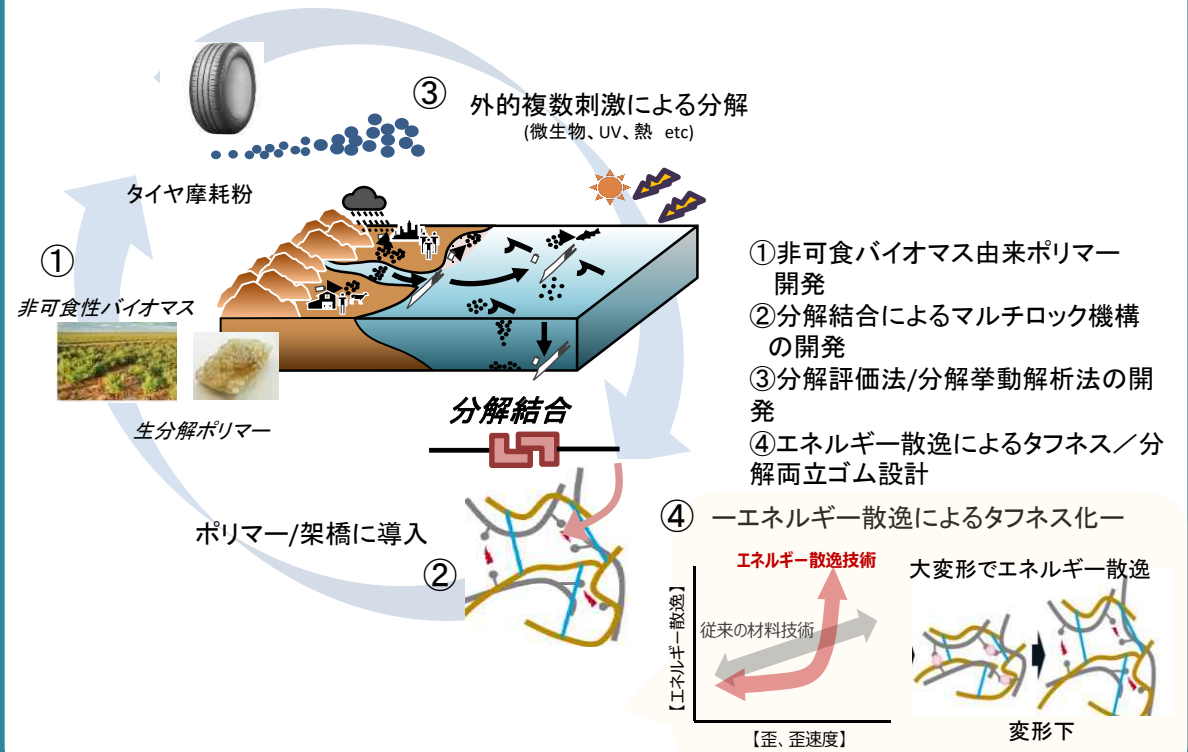 ③
外的複数刺激による分解
(微生物、UV、熱 etc)
タイヤ摩耗粉
①
非可食性バイオマス
生分解ポリマー
分解結合
ポリマー/架橋に導入
②
①非可食バイオマス由来ポリマー
開発
②分解結合によるマルチロック機構
の開発
③分解評価法/分解挙動解析法の開
発
④エネルギー散逸によるタフネス／分
解両立ゴム設計
④
ーエネルギー散逸によるタフネス化ー
エネルギー散逸技術
従来の材料技術
【エネルギー散逸】
【歪、歪速度】
大変形でエネルギー散逸
変形下